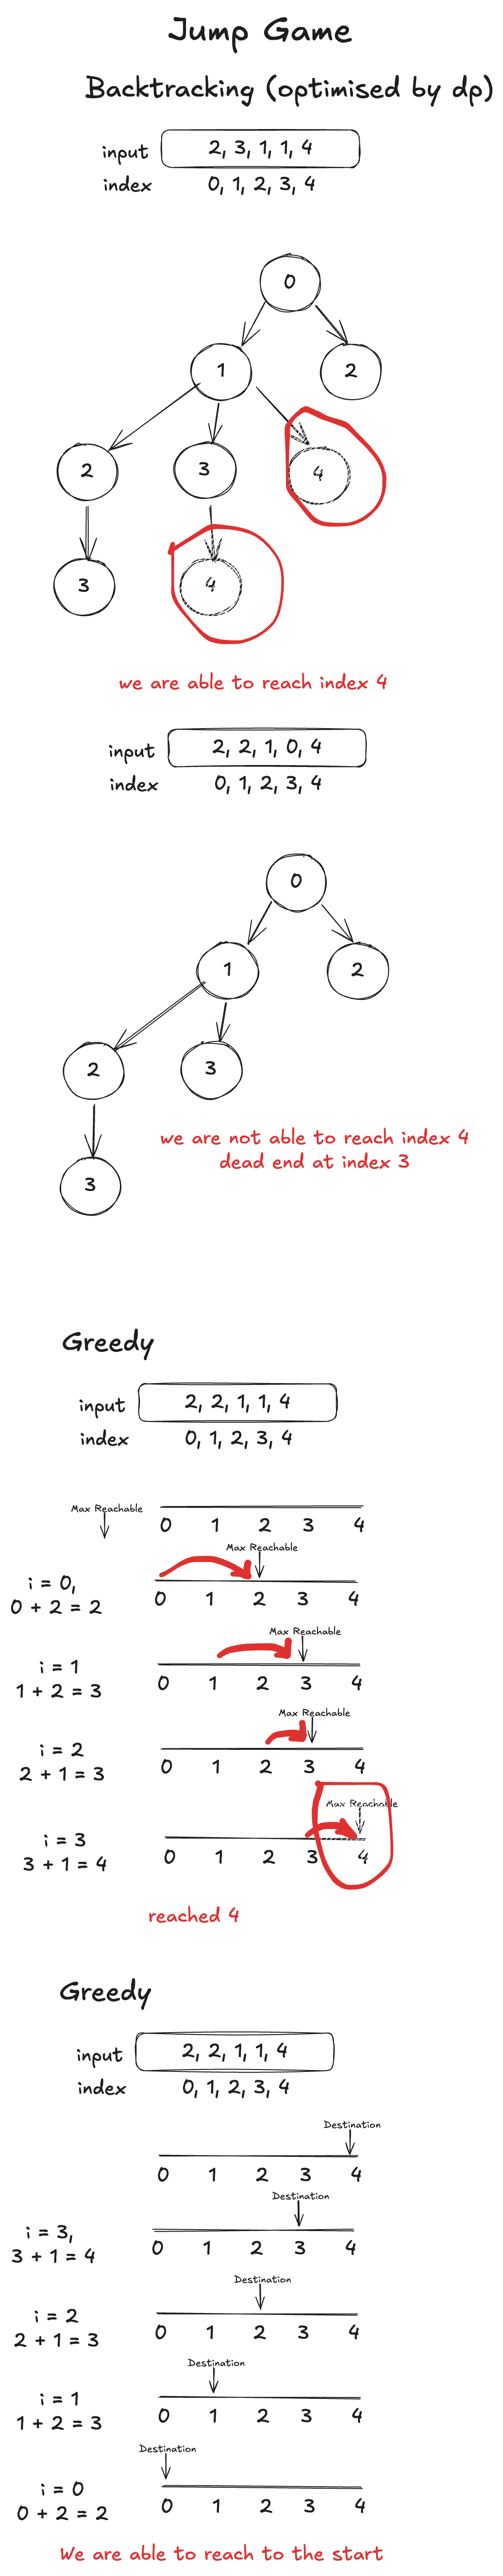 Jump Game
Backtracking (optimised by dp)
input 2, 3, 1, 1, 4
index 0, 1, 2, 3, 4
0
1 2
2 3 4
3 4
we are able to reach index 4
input 2, 2, 1, 0, 4
index 0, 1, 2, 3, 4
0
1 2
2 3
we are not able to reach index 4
dead end at index 3
3
Greedy
input 2, 2, 1, 1, 4
index 0, 1, 2, 3, 4
Max Reachable
0 1 2 3 4
Max Reachable
i = 0,
0 + 2 = 2
0 1 2 3 4
Max Reachable
i = 1
1 + 2 = 3
0 1 2 3 4
Max Reachable
i = 2
2 + 1 = 3
0 1 2 3 4
Max Reachable
i = 3
3 + 1 = 4
0 1 2 3 4
reached 4
Greedy
input 2, 2, 1, 1, 4
index 0, 1, 2, 3, 4
Destination
0 1 2 3 4
Destination
i = 3,
3 + 1 = 4
0 1 2 3 4
Destination
i = 2
2 + 1 = 3
0 1 2 3 4
Destination
i = 1
1 + 2 = 3
0 1 2 3 4
Destination
i = 0
0 + 2 = 2
0 1 2 3 4
We are able to reach to the start